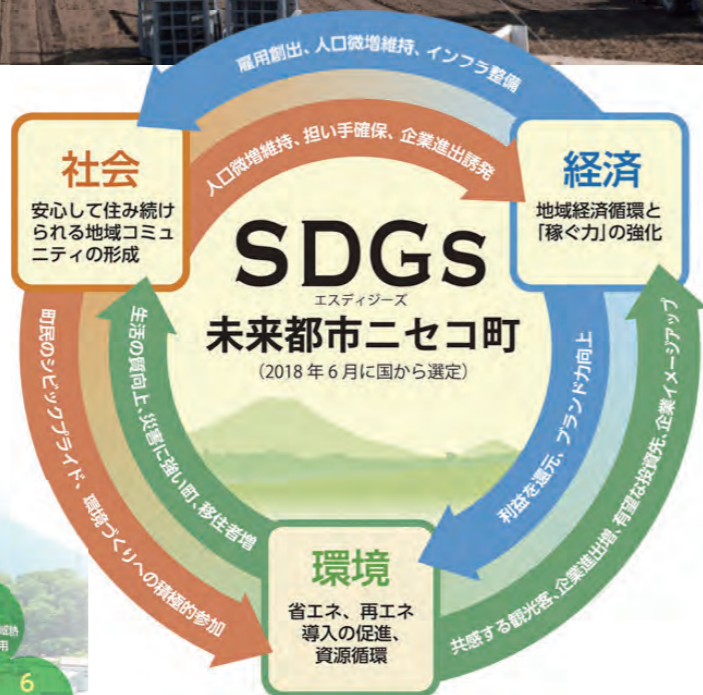 雇用創出、人口微増維持、インフラ整備
人口微増維持、担い手確保、企業進出誘発
社会
安心して住み続け
られる地域コミュ
ニティの形成
経済
地域経済循環と
「稼ぐ力」の強化
SDGs
エスディジーズ
未来都市ニセコ町
(2018年6月に国から選定)
町民のシビックプライド、環境づくりへの積極的参加
生活の質向上、災害に強い町、移住者増
利益を還元、ブランド力向上
共感する観光客、企業進出増、有望な投資先、企業イメージアップ
環境
省エネ、再エネ
導入の促進、
資源循環
用
6